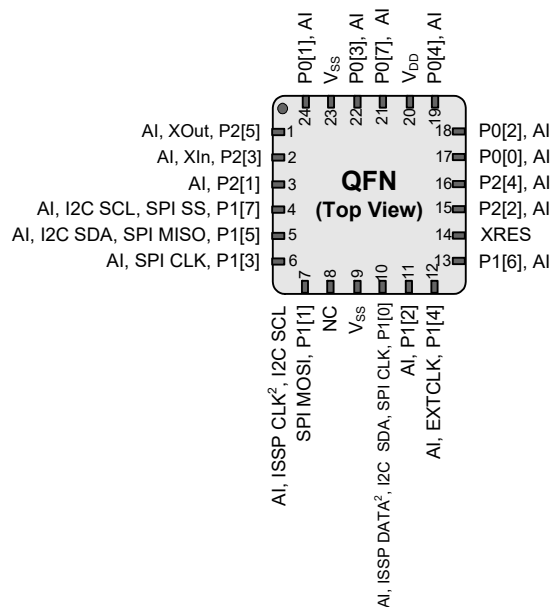 P0[1], AI
VSS
P0[3], AI
P0[7], AI
VDD
P0[4], AI
24
23
22
21
20
19
AI, XOut, P2[5] 1
AI, XIn, P2[3] 2
AI, P2[1] 3
AI, I2C SCL, SPI SS, P1[7] 4
AI, I2C SDA, SPI MISO, P1[5] 5
AI, SPI CLK, P1[3] 6
QFN
(Top View)
18 P0[2], AI
17 P0[0], AI
16 P2[4], AI
15 P2[2], AI
14 XRES
13 P1[6], AI
7
8
9
10
11
12
AI, ISSP CLK², I2C SCL
SPI MOSI, P1[1]
NC
VSS
AI, ISSP DATA², I2C SDA, SPI CLK, P1[0]
AI, P1[2]
AI, EXTCLK, P1[4]